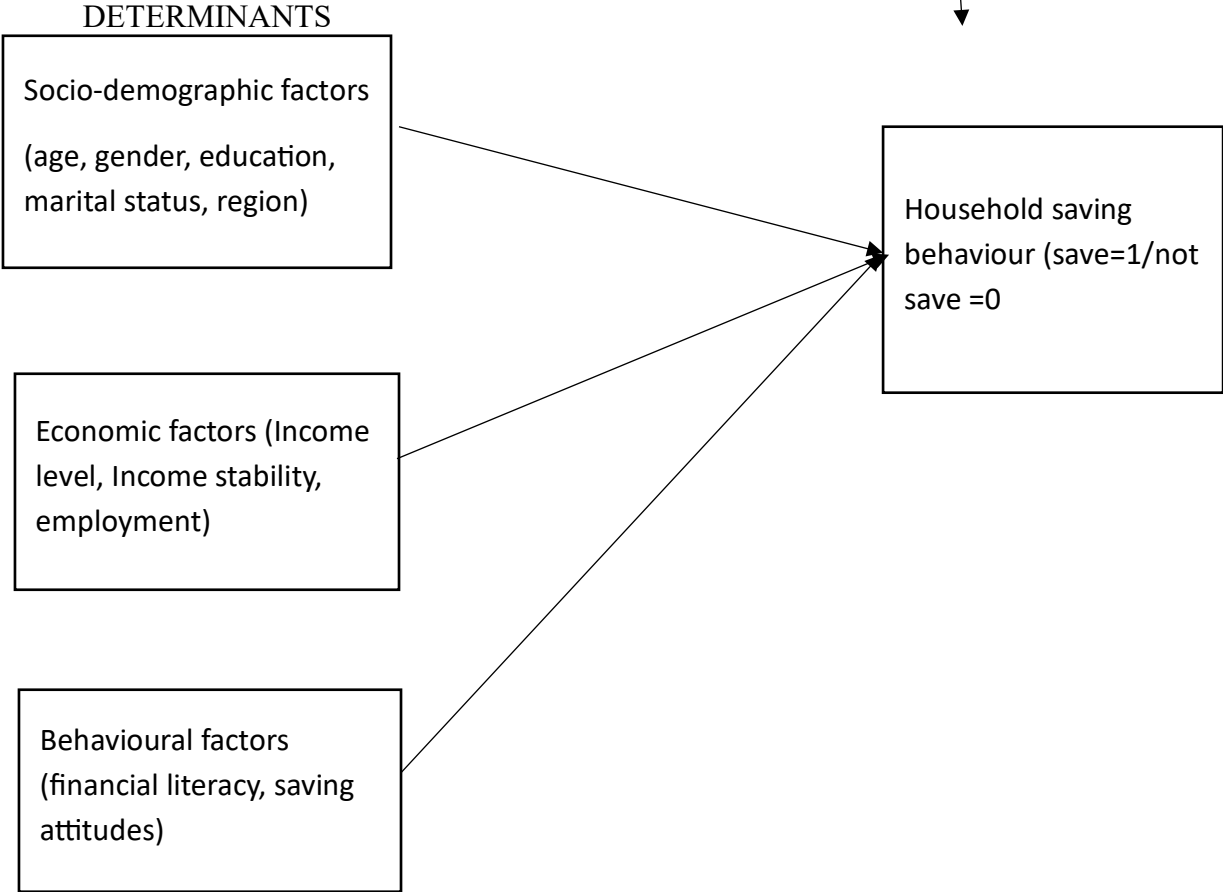 DETERMINANTS
Socio-demographic factors
(age, gender, education,
marital status, region)
Household saving
behaviour (save=1/not
save =0
Economic factors (Income
level, Income stability,
employment)
Behavioural factors
(financial literacy, saving
attitudes)